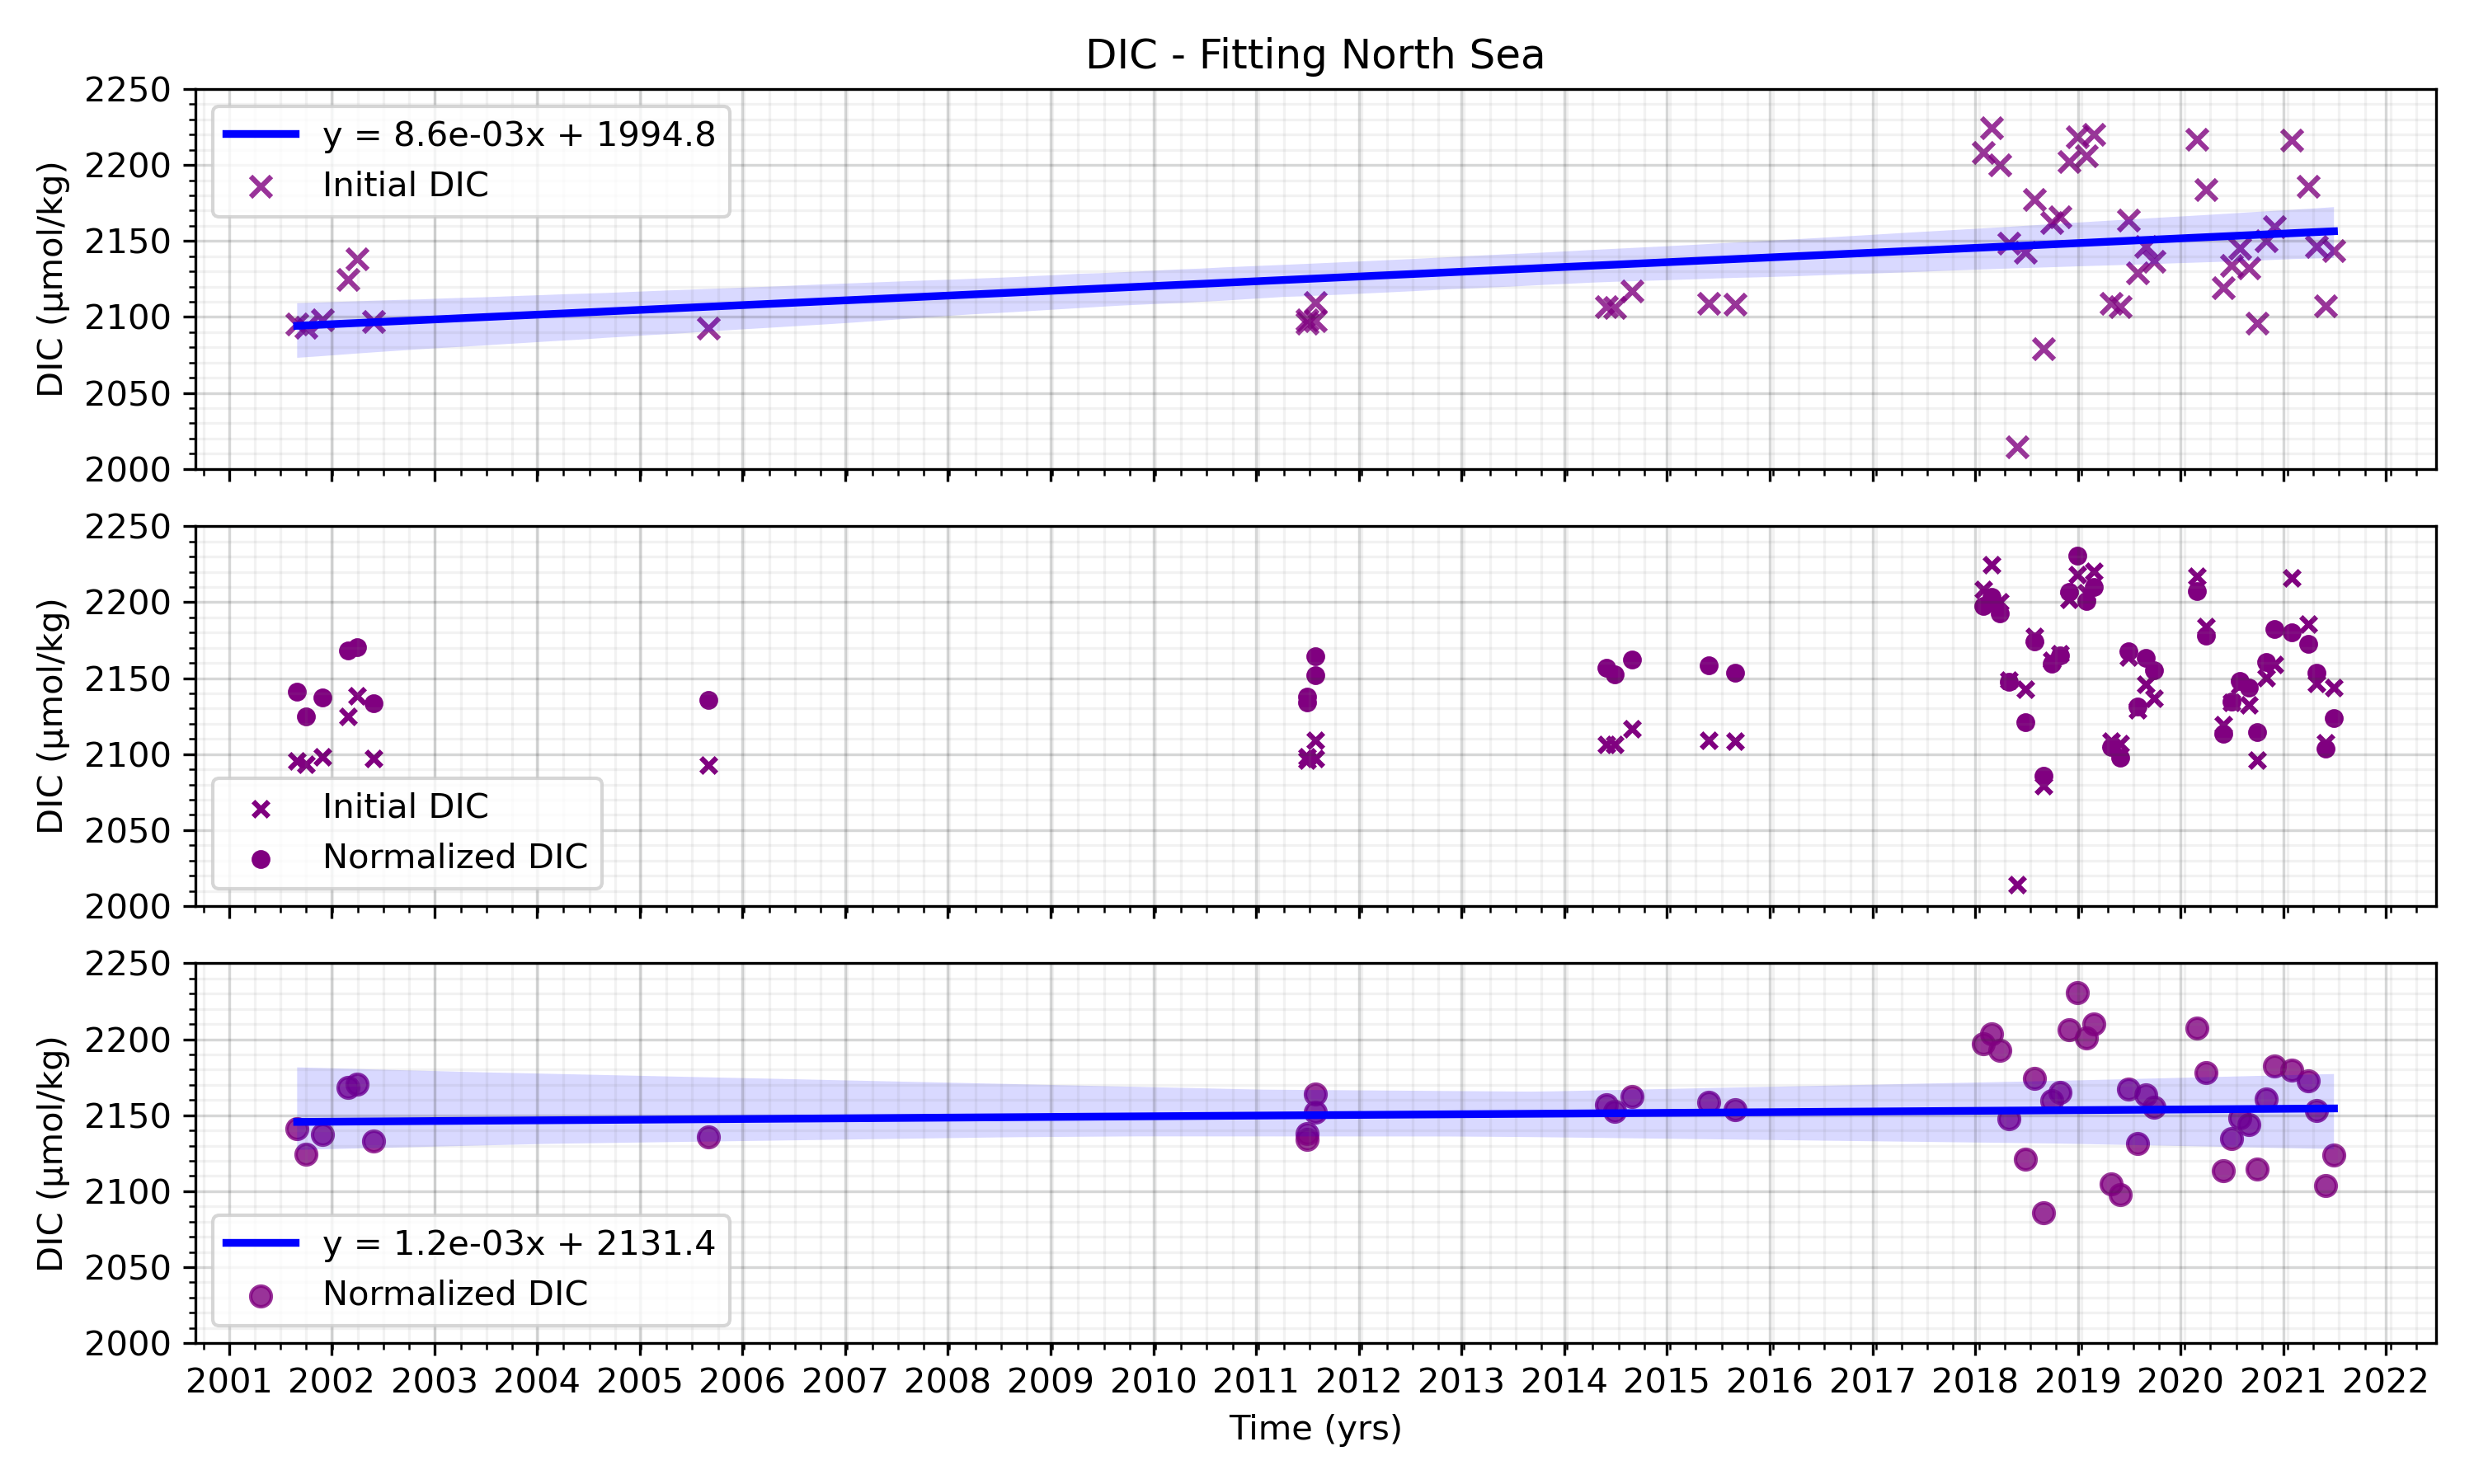 DIC - Fitting North Sea
2250
2200
2150
2100
2050
2000
DIC (μmol/kg)
y = 8.6e-03x + 1994.8
Initial DIC
2250
2200
2150
2100
2050
2000
DIC (μmol/kg)
Initial DIC
Normalized DIC
2250
2200
2150
2100
2050
2000
DIC (μmol/kg)
y = 1.2e-03x + 2131.4
Normalized DIC
2001 2002 2003 2004 2005 2006 2007 2008 2009 2010 2011 2012 2013 2014 2015 2016 2017 2018 2019 2020 2021 2022
Time (yrs)